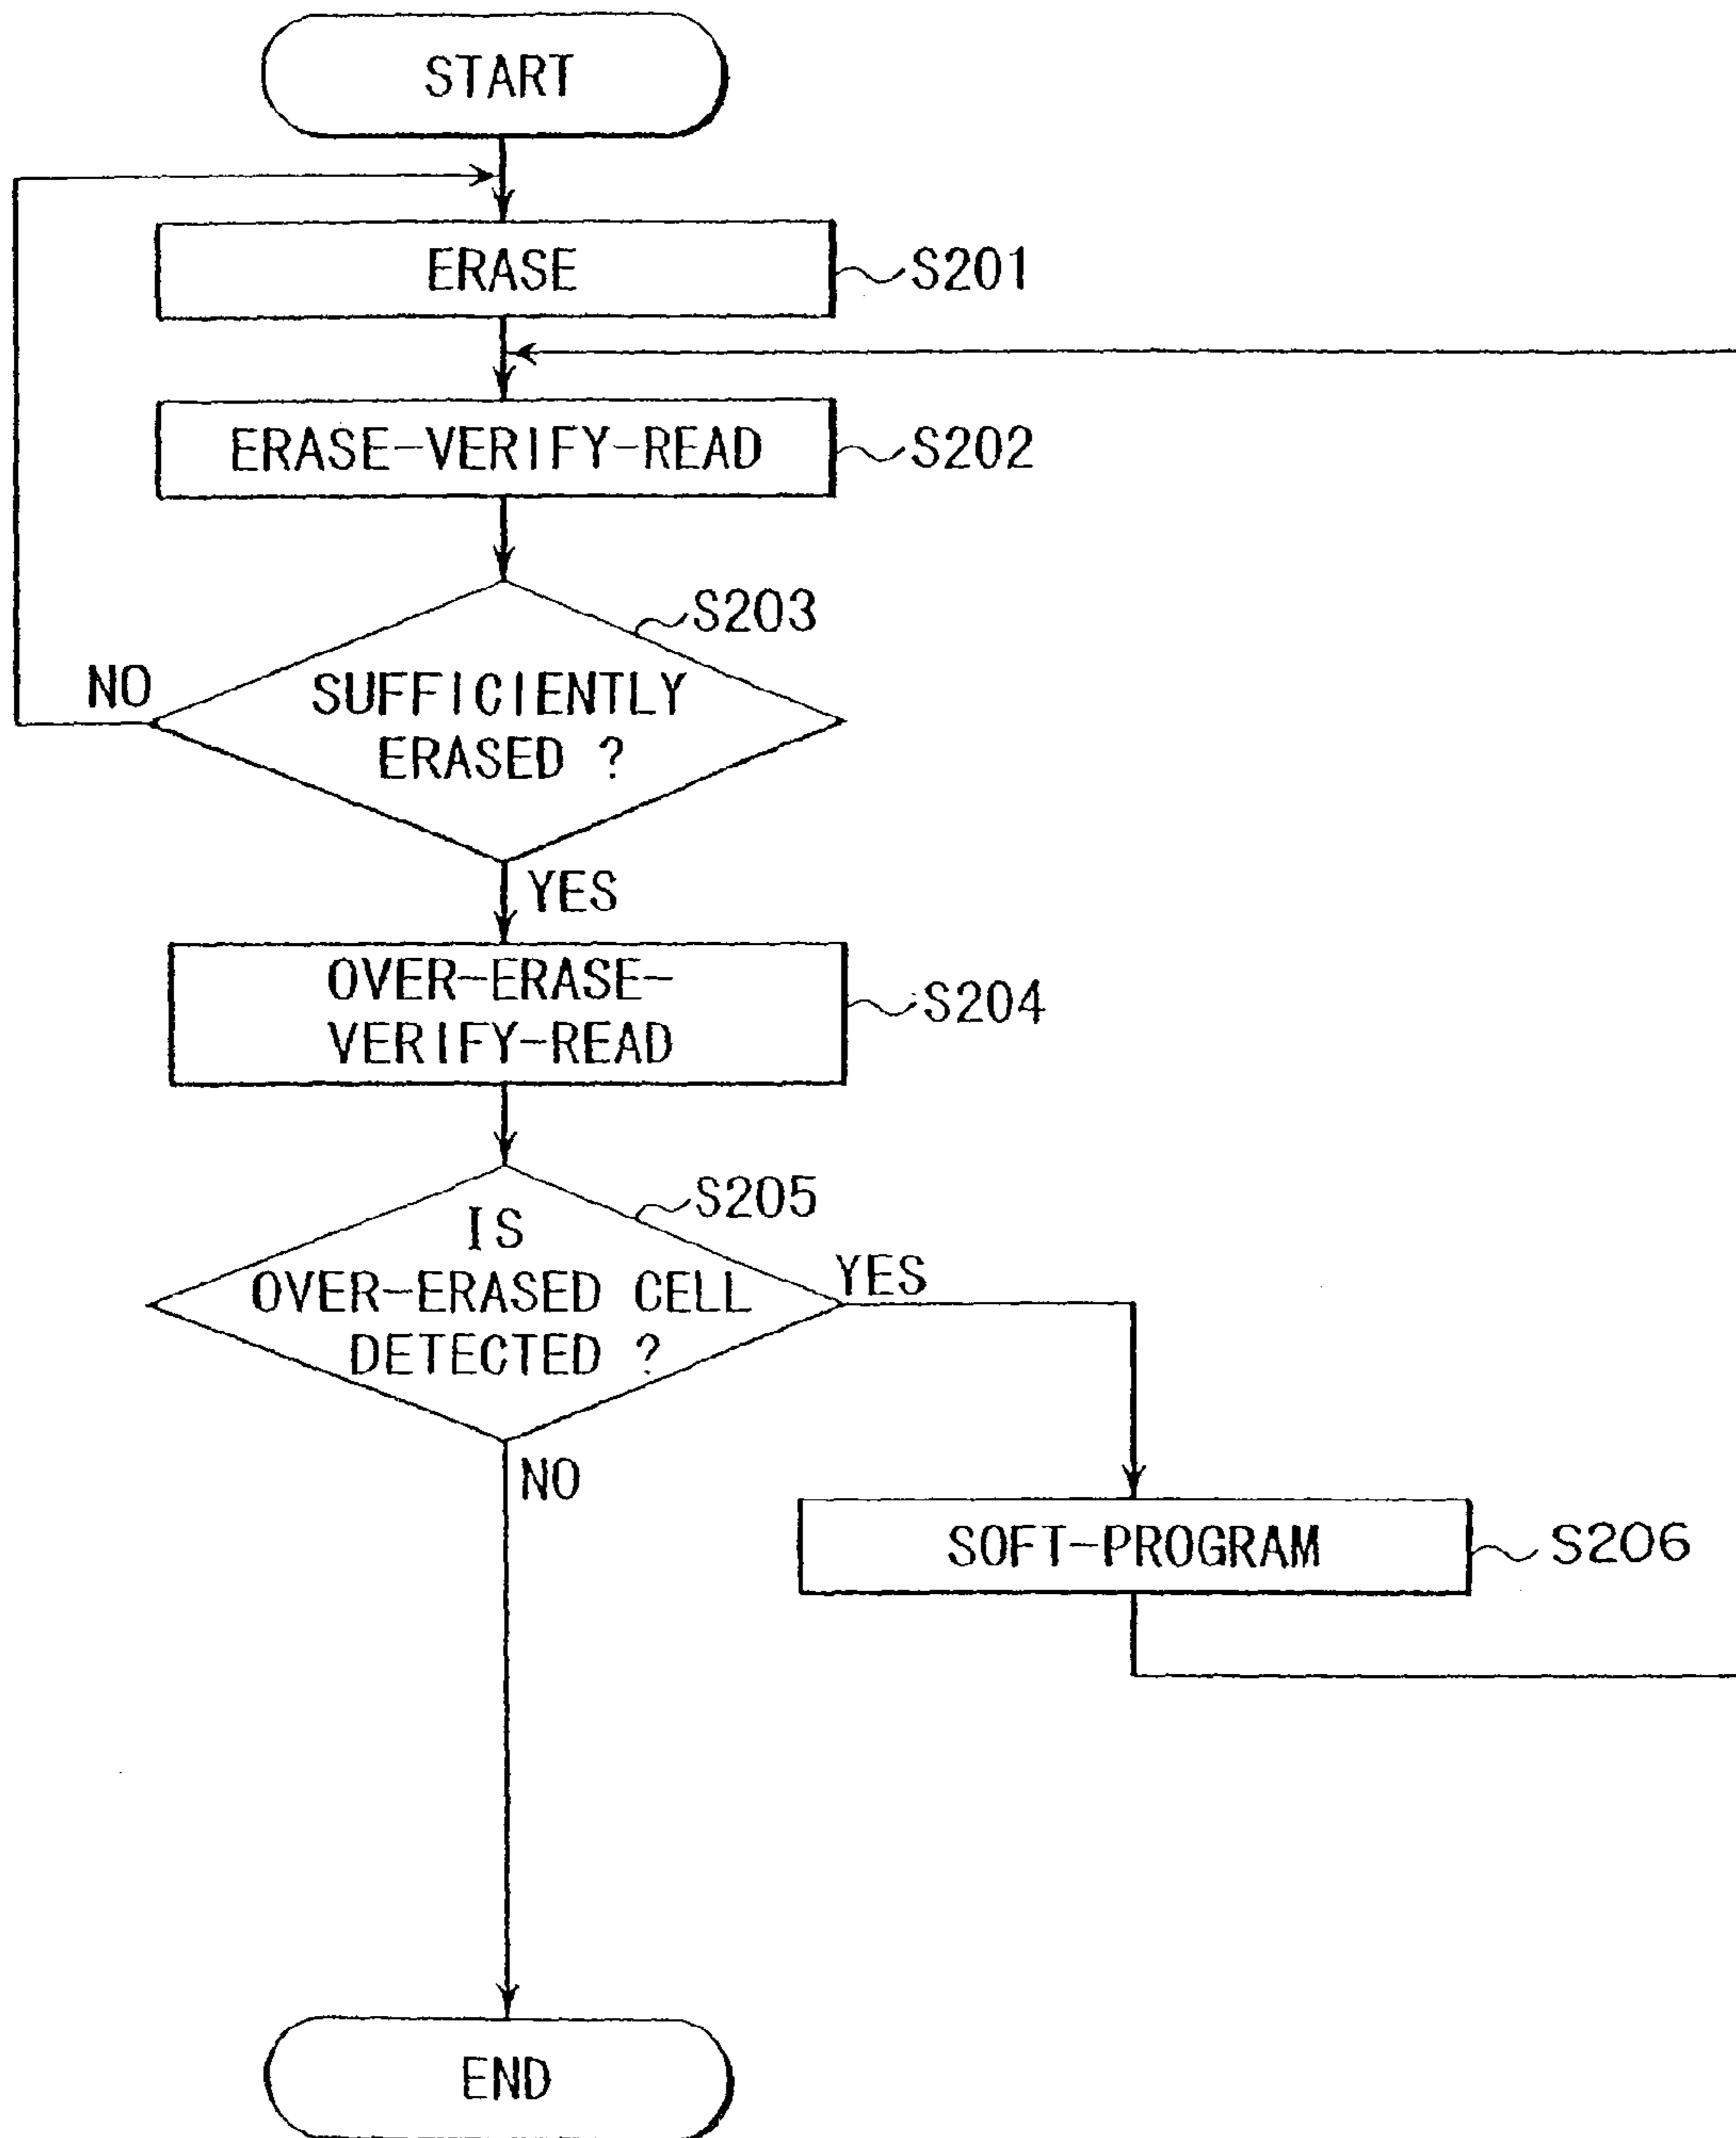 START
ERASE
S201
ERASE-VERIFY-READ
S202
S203
SUFFICIENTLY
ERASED ?
NO
YES
OVER-ERASE-
VERIFY-READ
S204
S205
IS
OVER-ERASED CELL
DETECTED ?
YES
NO
SOFT-PROGRAM
S206
END